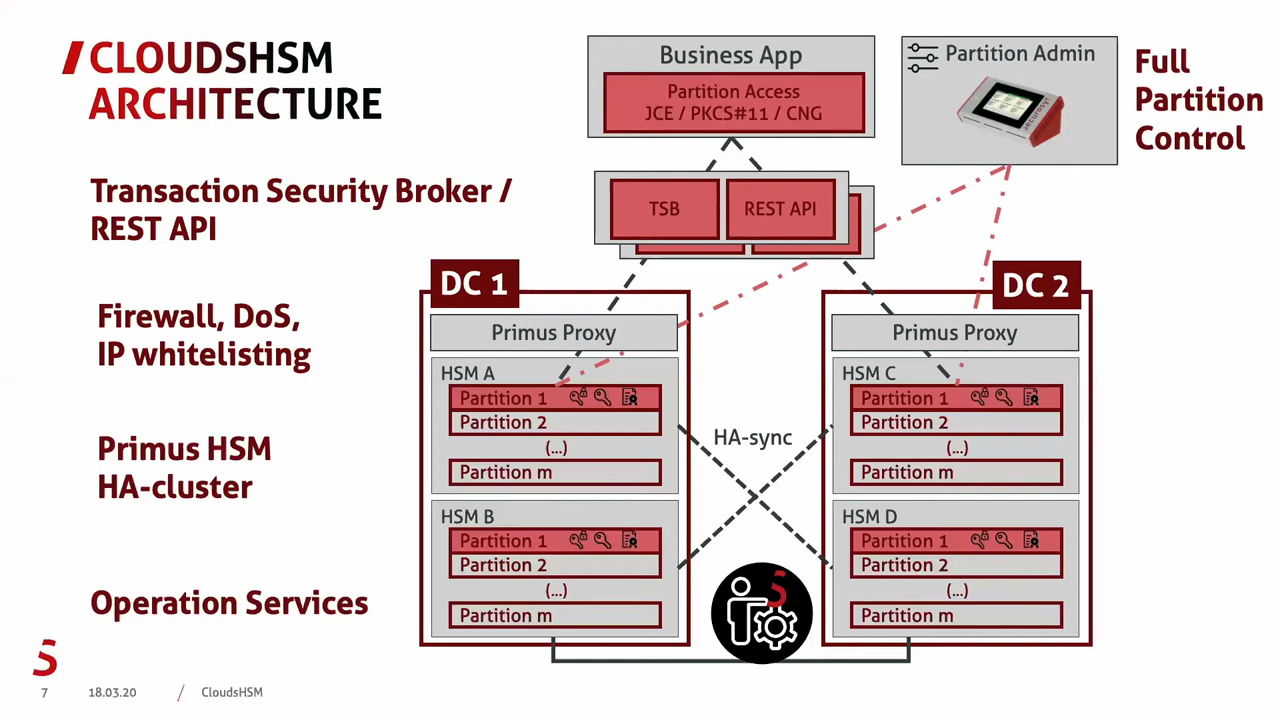 CLOUDSHSM
ARCHITECTURE
Business App
Partition Access
JCE / PKCS#11 / CNG
Partition Admin
securosys
Full
Partition
Control
Transaction Security Broker /
REST API
TSB
REST API
DC 1
DC 2
Firewall, DoS,
IP whitelisting
Primus Proxy
Primus Proxy
HSM A
Partition 1
Partition 2
(...)
Partition m
HSM C
Partition 1
Partition 2
(...)
Partition m
HA-sync
Primus HSM
HA-cluster
HSM B
Partition 1
Partition 2
(...)
Partition m
HSM D
Partition 1
Partition 2
(...)
Partition m
Operation Services
7
18.03.20
/
CloudsHSM